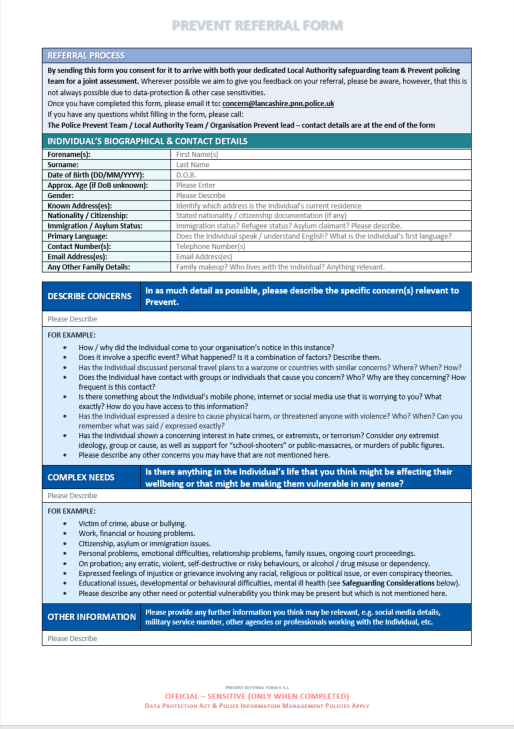 PREVENT REFERRAL FORM
REFERRAL PROCESS
By sending this form you consent for it to arrive with both your dedicated Local Authority safeguarding team & Prevent policing
team for a joint assessment. Wherever possible we aim to give you feedback on your referral, please be aware, however, that this is
not always possible due to data-protection & other case sensitivities.
Once you have completed this form, please email it to: concern@lancashire.pnn.police.uk
If you have any questions whilst filling in the form, please call:
The Police Prevent Team / Local Authority Team / Organisation Prevent lead – contact details are at the end of the form
INDIVIDUAL'S BIOGRAPHICAL & CONTACT DETAILS
Forename(s): First Name(s)
Surname: Last Name
Date of Birth (DD/MM/YYYY): D.O.B.
Approx. Age (if DoB unknown): Please Enter
Gender: Please Describe
Known Address(es): Identify which address is the Individual's current residence
Nationality / Citizenship: Stated nationality / citizenship documentation (if any)
Immigration / Asylum Status: Immigration status? Refugee status? Asylum claimant? Please describe.
Primary Language: Does the Individual speak / understand English? What is the Individual's first language?
Contact Number(s): Telephone Number(s)
Email Address(es): Email Address(es)
Any Other Family Details: Family makeup? Who lives with the Individual? Anything relevant.
DESCRIBE CONCERNS In as much detail as possible, please describe the specific concern(s) relevant to
Prevent.
Please Describe
FOR EXAMPLE:
• How / why did the Individual come to your organisation's notice in this instance?
• Does it involve a specific event? What happened? Is it a combination of factors? Describe them.
• Has the Individual discussed personal travel plans to a warzone or countries with similar concerns? Where? When? How?
• Does the Individual have contact with groups or individuals that cause you concern? Who? Why are they concerning? How
frequent is this contact?
• Is there something about the Individual's mobile phone, internet or social media use that is worrying to you? What
exactly? How do you have access to this information?
• Has the Individual expressed a desire to cause physical harm, or threatened anyone with violence? Who? When? Can you
remember what was said / expressed exactly?
• Has the Individual shown a concerning interest in hate crimes, or extremists, or terrorism? Consider any extremist
ideology, group or cause, as well as support for "school-shooters" or public-massacres, or murders of public figures.
• Please describe any other concerns you may have that are not mentioned here.
COMPLEX NEEDS Is there anything in the Individual's life that you think might be affecting their
wellbeing or that might be making them vulnerable in any sense?
Please Describe
FOR EXAMPLE:
• Victim of crime, abuse or bullying.
• Work, financial or housing problems.
• Citizenship, asylum or immigration issues.
• Personal problems, emotional difficulties, relationship problems, family issues, ongoing court proceedings.
• On probation; any erratic, violent, self-destructive or risky behaviours, or alcohol / drug misuse or dependency.
• Expressed feelings of injustice or grievance involving any racial, religious or political issue, or even conspiracy theories.
• Educational issues, developmental or behavioural difficulties, mental ill health (see Safeguarding Considerations below).
• Please describe any other need or potential vulnerability you think may be present but which is not mentioned here.
OTHER INFORMATION Please provide any further information you think may be relevant, e.g. social media details,
military service number, other agencies or professionals working with the Individual, etc.
Please Describe
PREVENT REFERRAL FORM V 3.1
OFFICIAL – SENSITIVE (ONLY WHEN COMPLETED)
DATA PROTECTION ACT & POLICE INFORMATION MANAGEMENT POLICIES APPLY